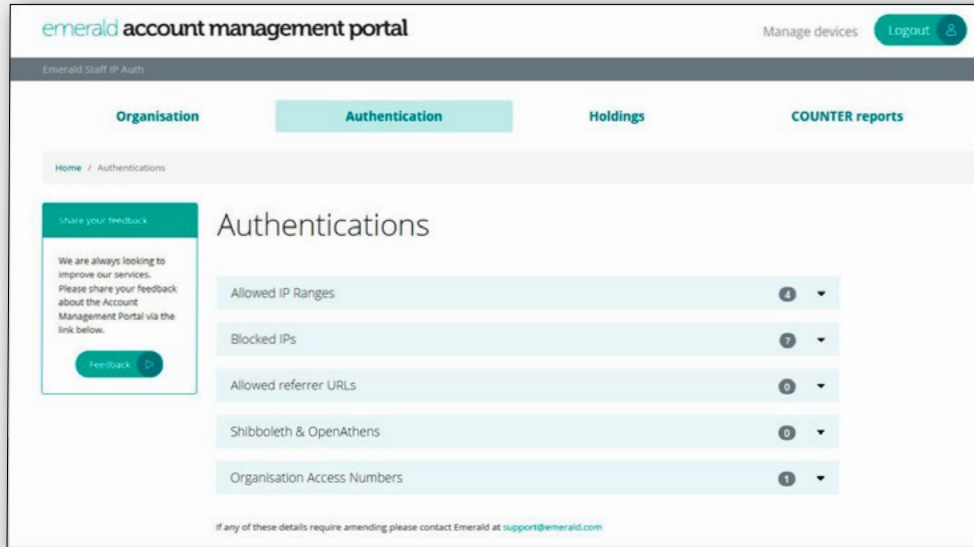 emerald account management portal
Manage devices
Logout
Emerald Staff IP Auth
Organisation
Authentication
Holdings
COUNTER reports
Home / Authentications
Share your feedback
We are always looking to
improve our services.
Please share your feedback
about the Account
Management Portal via the
link below.
Feedback
Authentications
Allowed IP Ranges 4
Blocked IPs
Allowed referrer URLs 0
Shibboleth & OpenAthens 0
Organisation Access Numbers 1
If any of these details require amending please contact Emerald at support@emerald.com